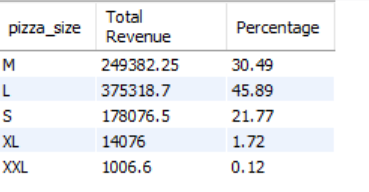 pizza_size Total Revenue Percentage
M 249382.25 30.49
L 375318.7 45.89
S 178076.5 21.77
XL 14076 1.72
XXL 1006.6 0.12